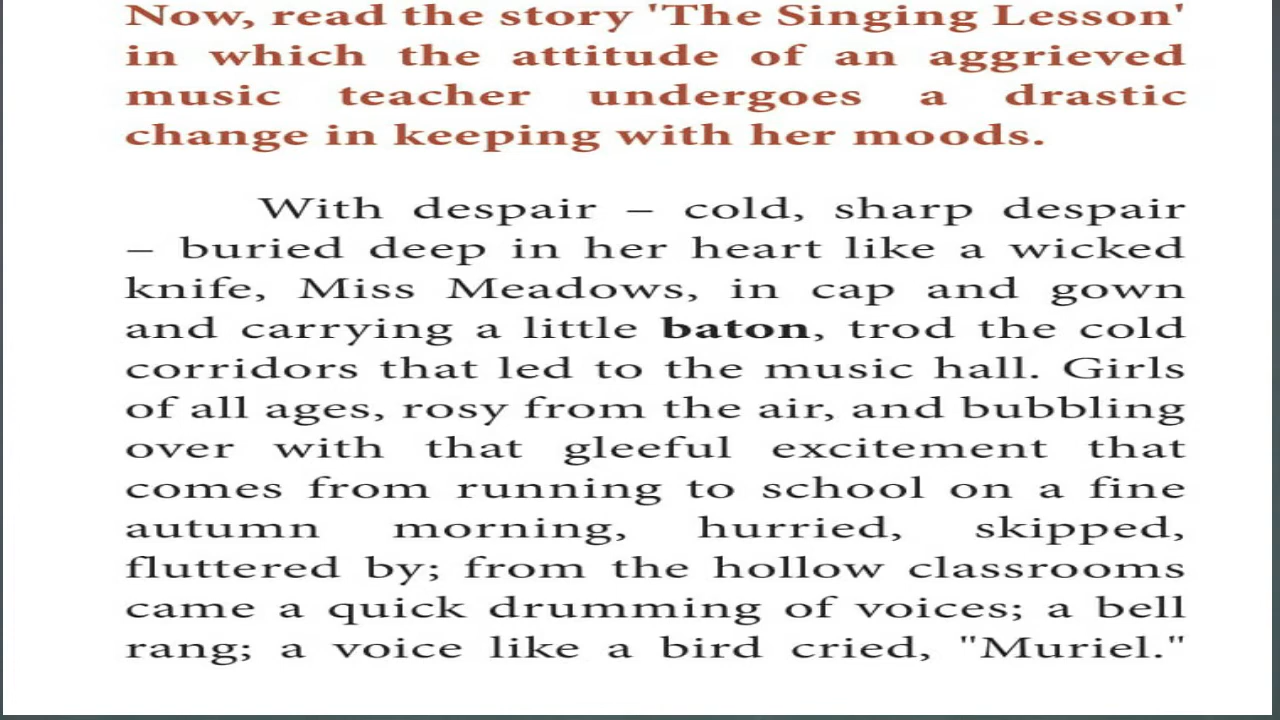 Now, read the story 'The Singing Lesson'
in which the attitude of an aggrieved
music teacher undergoes a drastic
change in keeping with her moods.
With despair – cold, sharp despair
– buried deep in her heart like a wicked
knife, Miss Meadows, in cap and gown
and carrying a little baton, trod the cold
corridors that led to the music hall. Girls
of all ages, rosy from the air, and bubbling
over with that gleeful excitement that
comes from running to school on a fine
autumn morning, hurried, skipped,
fluttered by; from the hollow classrooms
came a quick drumming of voices; a bell
rang; a voice like a bird cried, "Muriel."